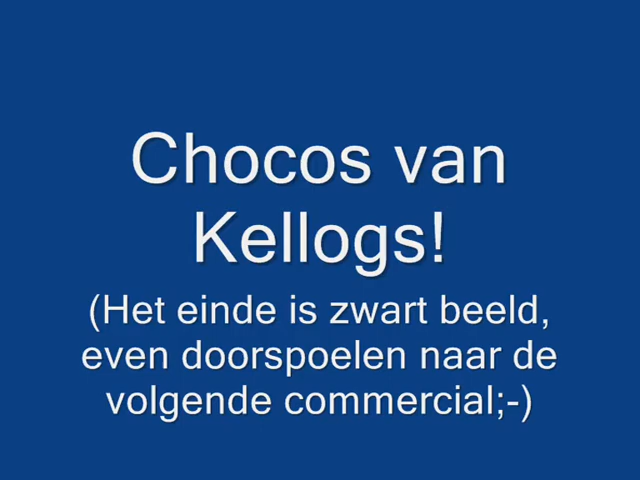 Chocos van
Kellogs!
(Het einde is zwart beeld,
even doorspoelen naar de
volgende commercial;-)